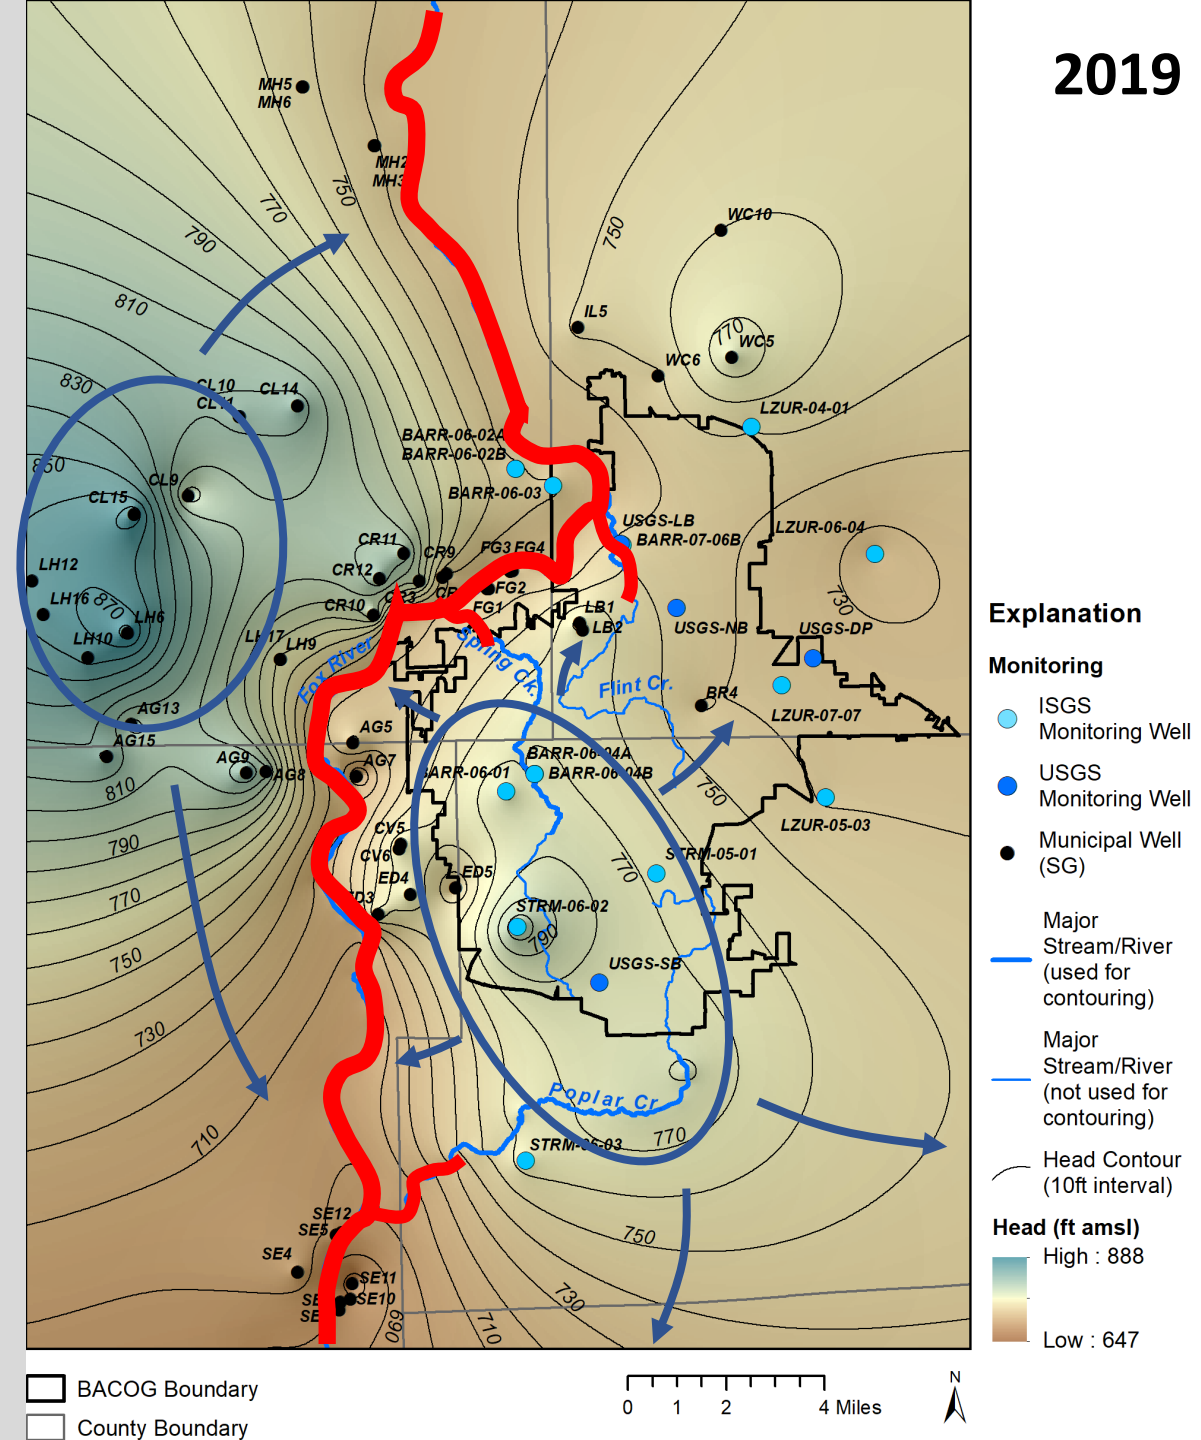 2019
MH5
MH6
MH2
MH3
750
770
790
810
830
850
870
750
WC10
IL5
770
WC5
WC6
LZUR-04-01
CL10
CL11
CL14
CL9
CL15
BARR-06-02A
BARR-06-02B
BARR-06-03
USGS-LB
BARR-07-06B
LZUR-06-04
730
CR11
CR9
CR12
CR10
CR3
FG3
FG4
FG2
FG1
LH12
LH16
LH6
LH10
LH17
LH9
LB1
LB2
USGS-NB
USGS-DP
Fox River
Spring Ck.
Flint Cr.
BR4
LZUR-07-07
AG13
AG15
AG5
AG9
AG8
AG7
BARR-06-04A
BARR-06-04B
BARR-06-01
750
LZUR-05-03
810
790
770
750
730
710
CV5
CV6
ED4
ED5
770
STRM-05-01
STRM-06-02
790
USGS-SB
Poplar Cr
770
STRM-05-03
SE12
SE5
SE4
SE11
SE10
750
730
710
690
Explanation
Monitoring
ISGS
Monitoring Well
USGS
Monitoring Well
Municipal Well
(SG)
Major
Stream/River
(used for
contouring)
Major
Stream/River
(not used for
contouring)
Head Contour
(10ft interval)
Head (ft amsl)
High : 888
Low : 647
BACOG Boundary
County Boundary
0 1 2 4 Miles
N